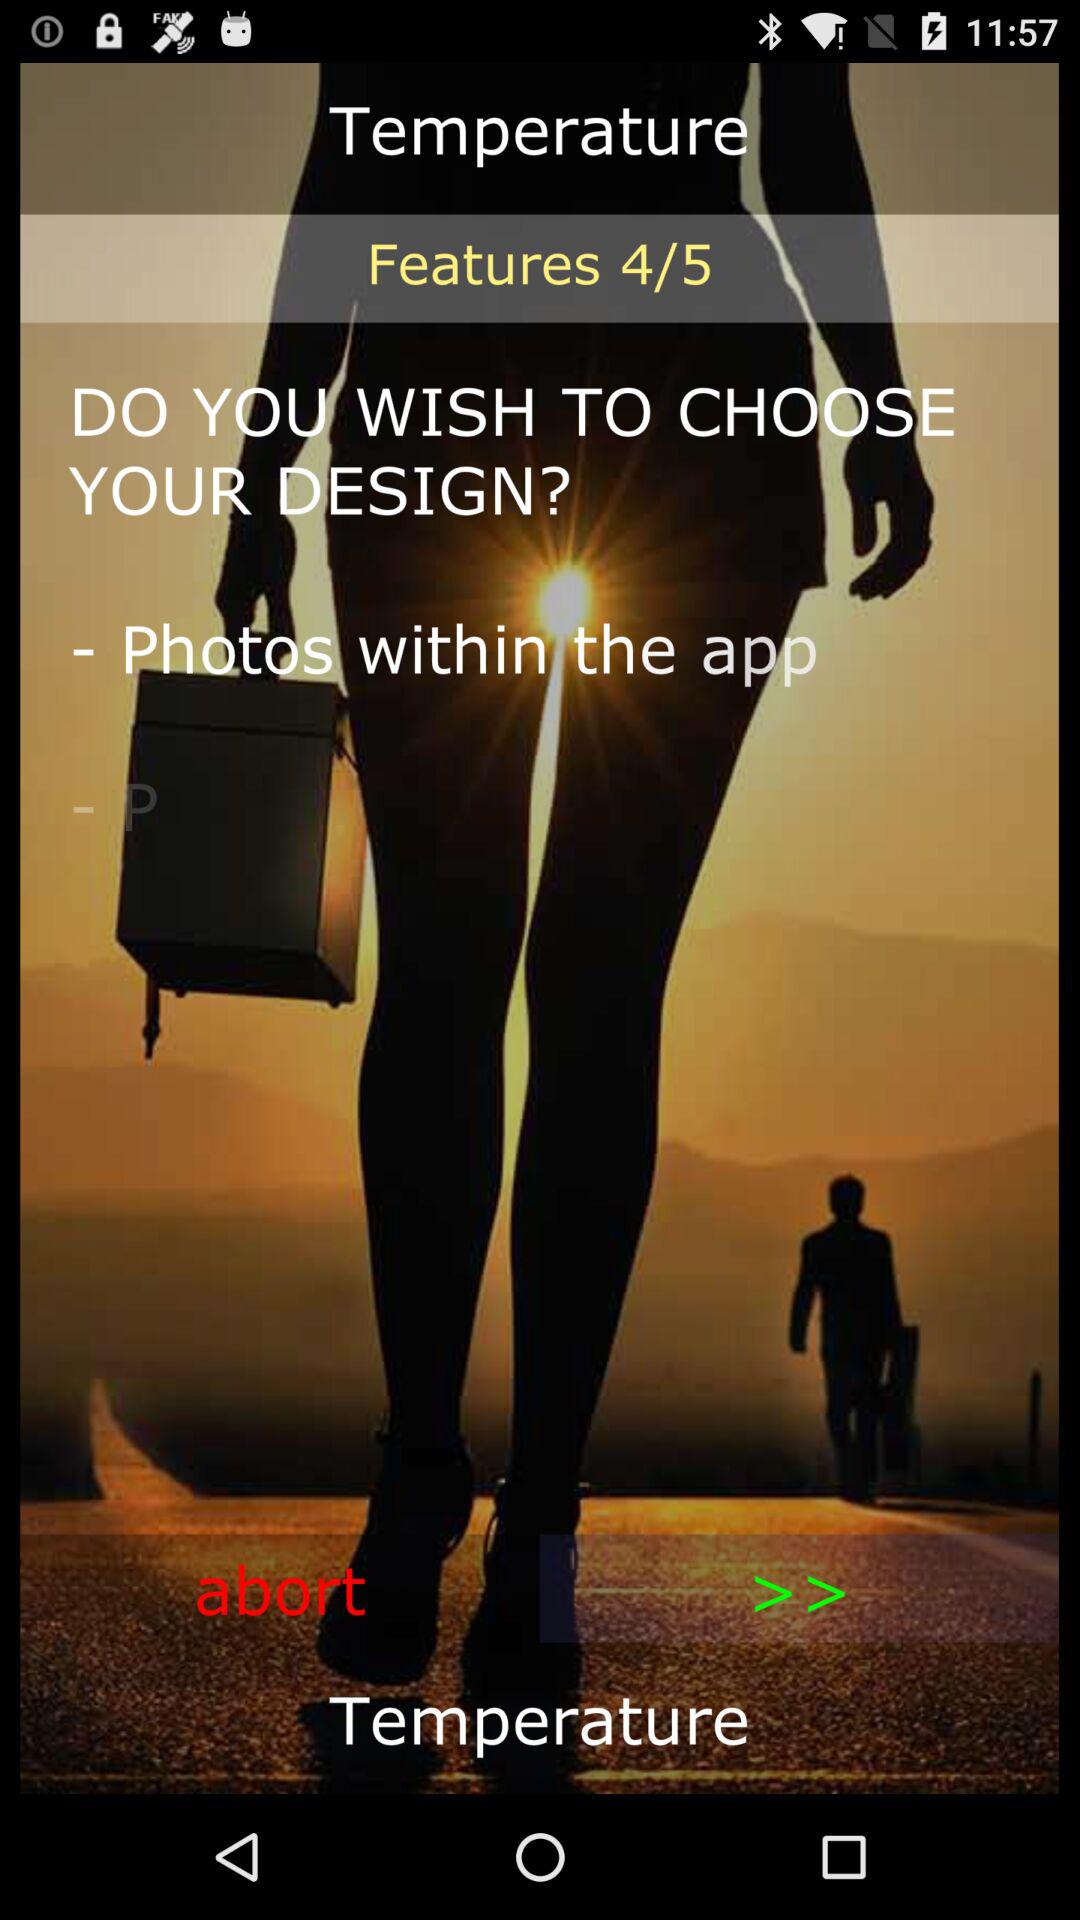 FAKE
11:57
Temperature
Features 4/5
DO YOU WISH TO CHOOSE
YOUR DESIGN?
- Photos within the app
- P
abort
>>
Temperature